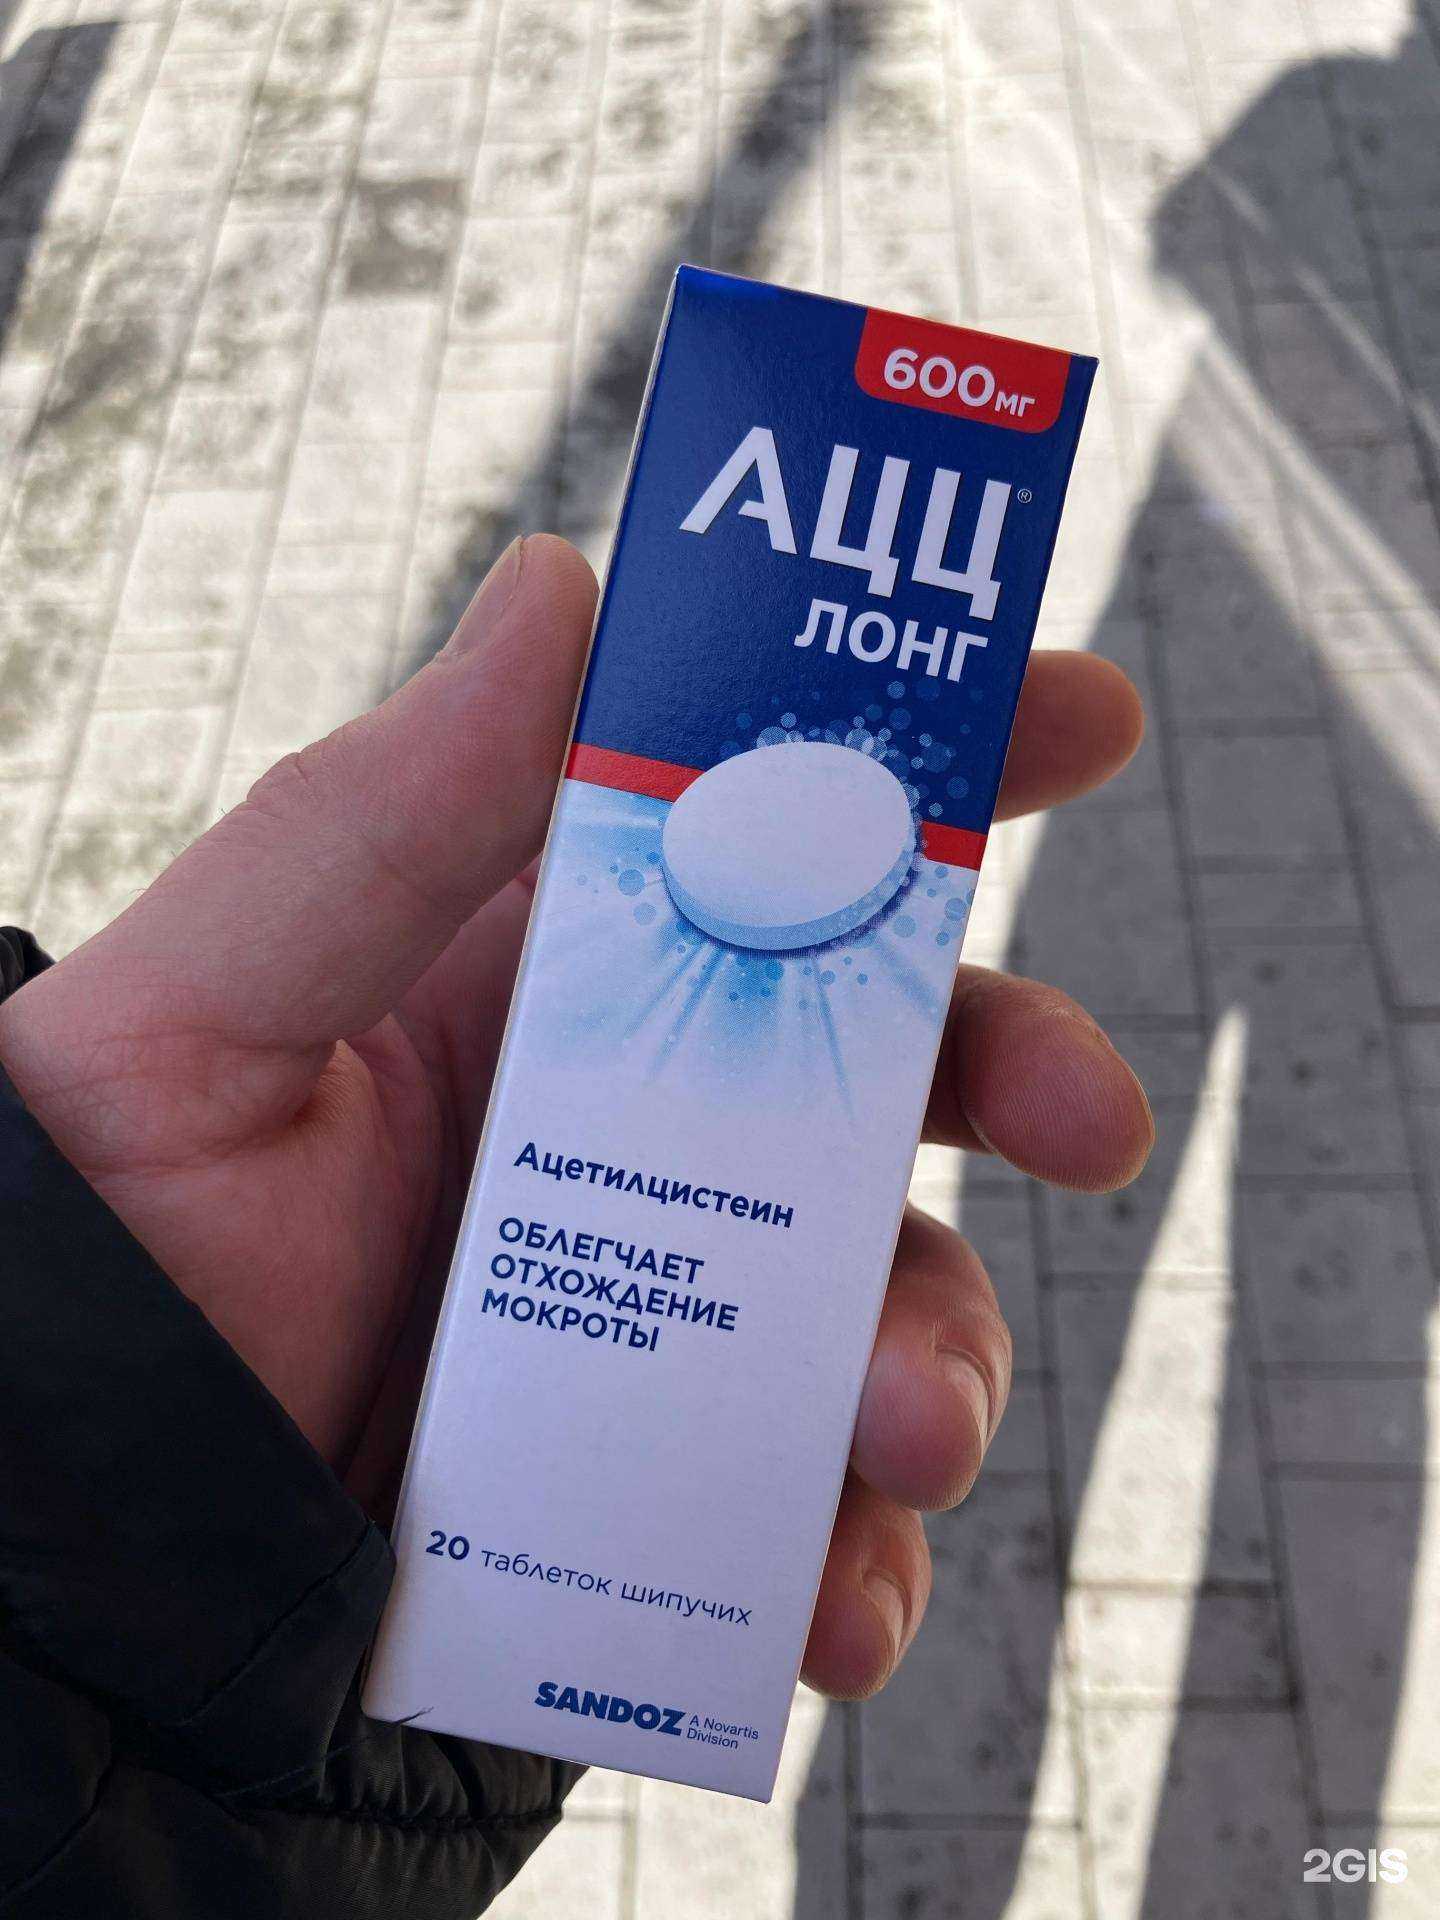 600мг
АЦЦ®
ЛОНГ
Ацетилцистеин
ОБЛЕГЧАЕТ
ОТХОЖДЕНИЕ
МОКРОТЫ
20 таблеток шипучих
SANDOZ A Novartis
Division
2GIS